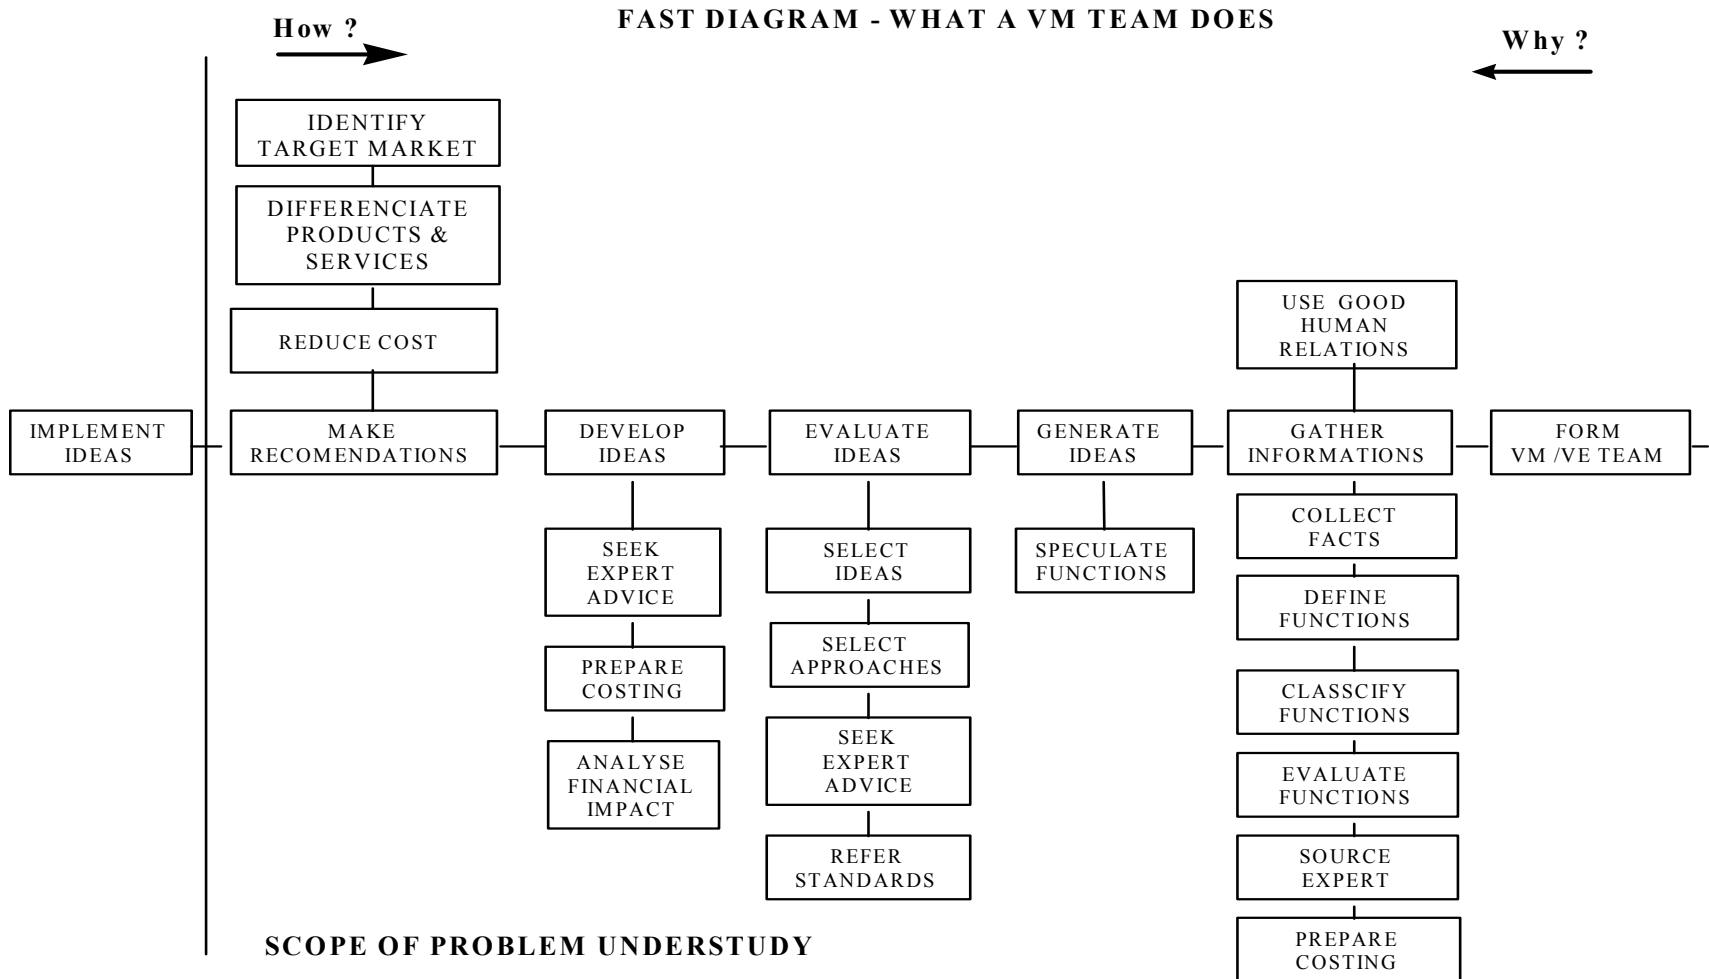 FAST DIAGRAM - WHAT A VM TEAM DOES
How ?
Why ?
IDENTIFY
TARGET MARKET
DIFFERENCIATE
PRODUCTS &
SERVICES
REDUCE COST
USE GOOD
HUMAN
RELATIONS
IMPLEMENT
IDEAS
MAKE
RECOMENDATIONS
DEVELOP
IDEAS
EVALUATE
IDEAS
GENERATE
IDEAS
GATHER
INFORMATIONS
FORM
VM /VE TEAM
SEEK
EXPERT
ADVICE
PREPARE
COSTING
ANALYSE
FINANCIAL
IMPACT
SELECT
IDEAS
SELECT
APPROACHES
SEEK
EXPERT
ADVICE
REFER
STANDARDS
SPECULATE
FUNCTIONS
COLLECT
FACTS
DEFINE
FUNCTIONS
CLASSCIFY
FUNCTIONS
EVALUATE
FUNCTIONS
SOURCE
EXPERT
PREPARE
COSTING
SCOPE OF PROBLEM UNDERSTUDY